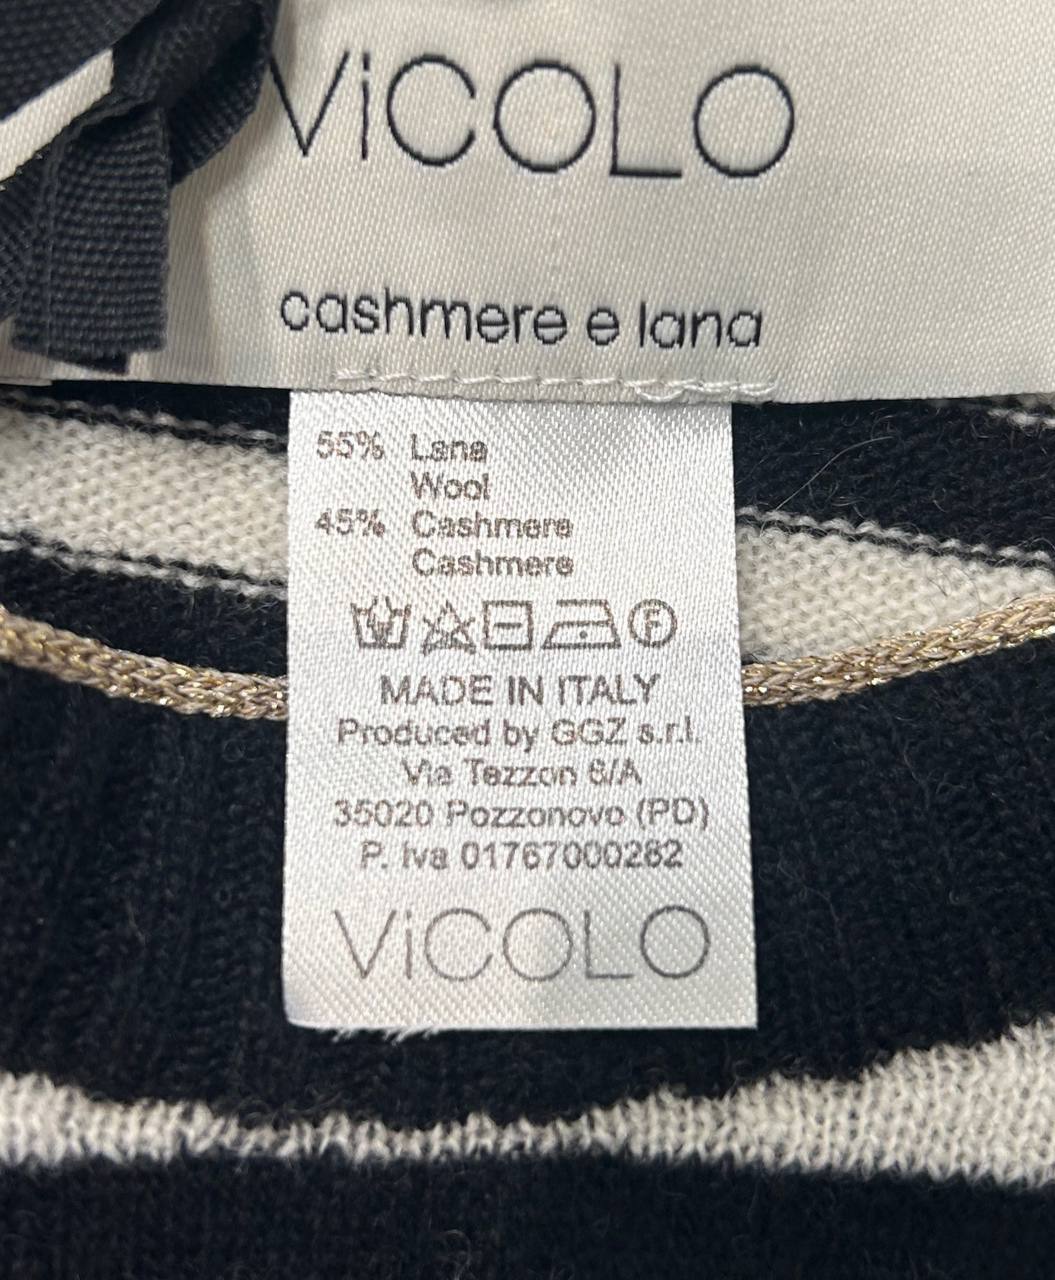 ViCOLO
cashmere e lana
55% Lana
Wool
45% Cashmere
Cashmere
MADE IN ITALY
Produced by GGZ s.r.l.
Via Tezzon 6/A
35020 Pozzonovo (PD)
P. Iva 01767000282
ViCOLO